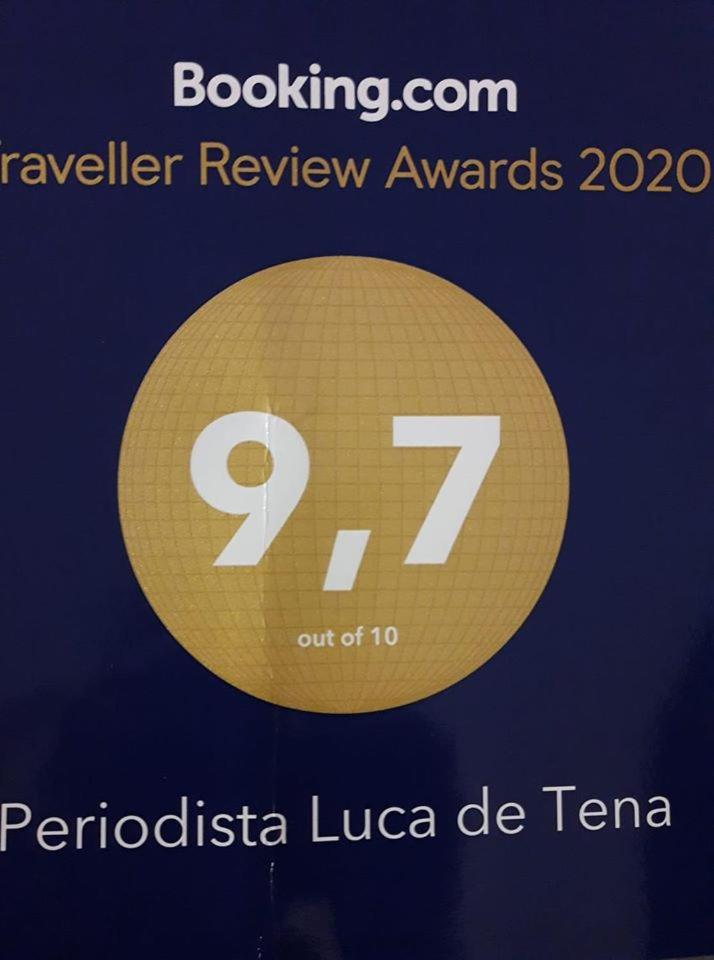 Booking.com
raveller Review Awards 2020
9,7
out of 10
Periodista Luca de Tena